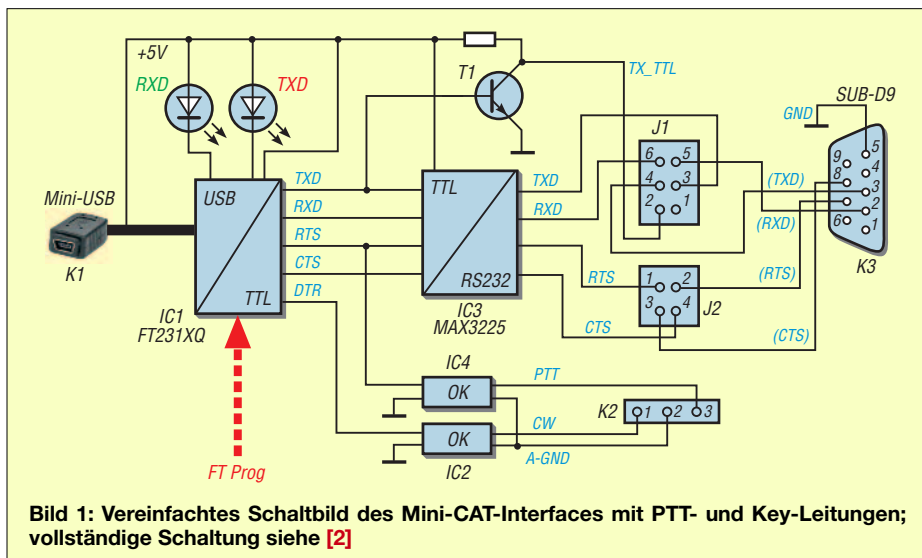 +5V
RXD
TXD
T1
TX_TTL
SUB-D9
GND
J1
6 5
4 3
2 1
5
9
4
8
3
2
6
1
K3
Mini-USB
K1
USB
TTL
IC1
FT231XQ
TXD
RXD
RTS
CTS
DTR
TTL
RS232
IC3
MAX3225
TXD
RXD
RTS
CTS
(TXD)
(RXD)
(RTS)
(CTS)
1 2
3 4
J2
IC4
OK
PTT
K2
1 2 3
OK
IC2
CW
A-GND
FT Prog
Bild 1: Vereinfachtes Schaltbild des Mini-CAT-Interfaces mit PTT- und Key-Leitungen;
vollständige Schaltung siehe [2]